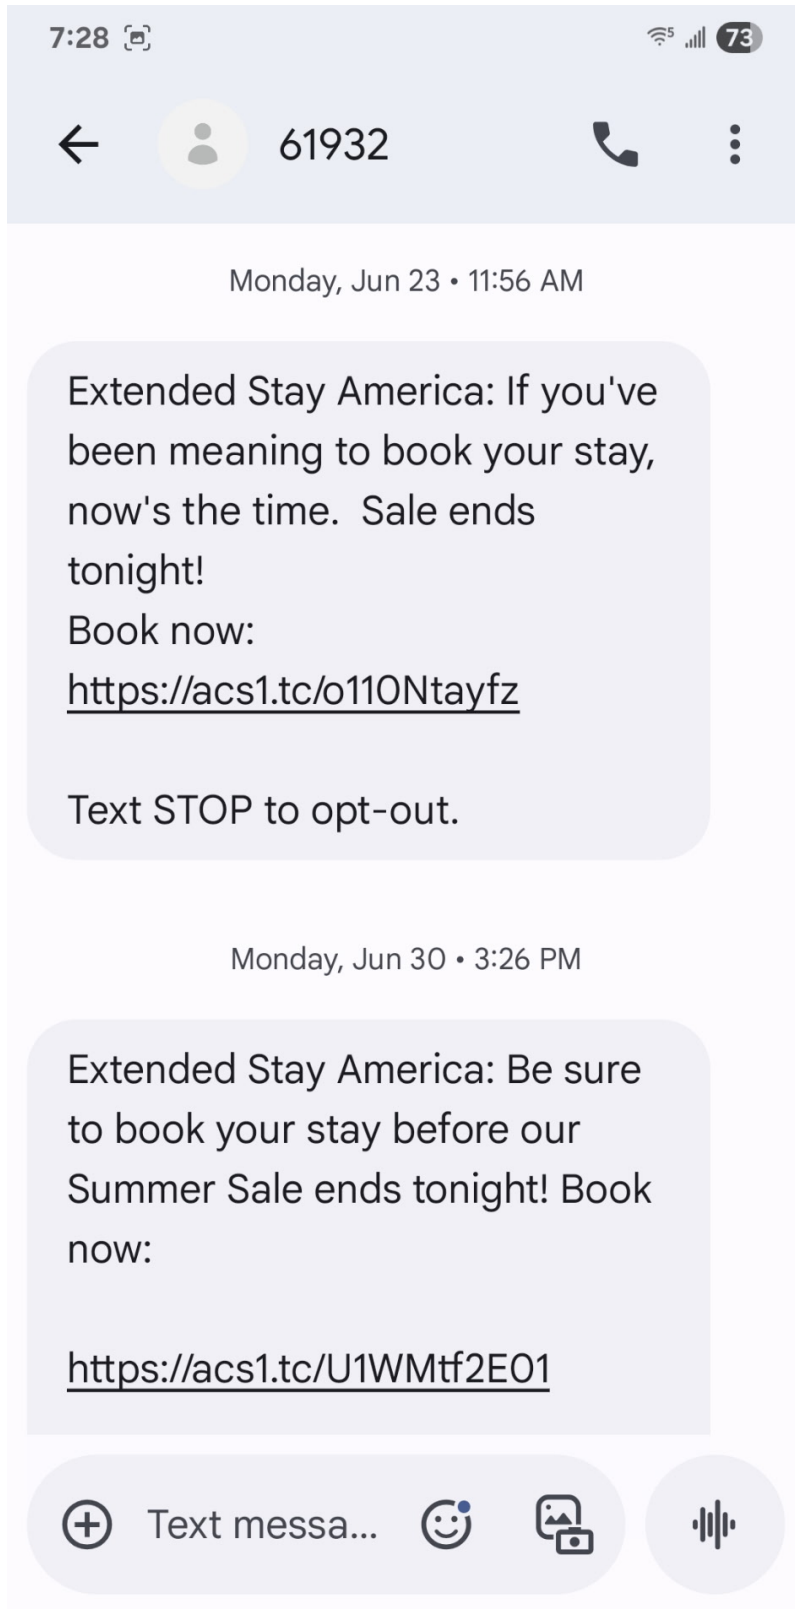 7:28 5 73
61932
Monday, Jun 23 • 11:56 AM
Extended Stay America: If you've
been meaning to book your stay,
now's the time.  Sale ends
tonight!
Book now:
https://acs1.tc/o110Ntayfz
Text STOP to opt-out.
Monday, Jun 30 • 3:26 PM
Extended Stay America: Be sure
to book your stay before our
Summer Sale ends tonight! Book
now:
https://acs1.tc/U1WMtf2EO1
Text messa...